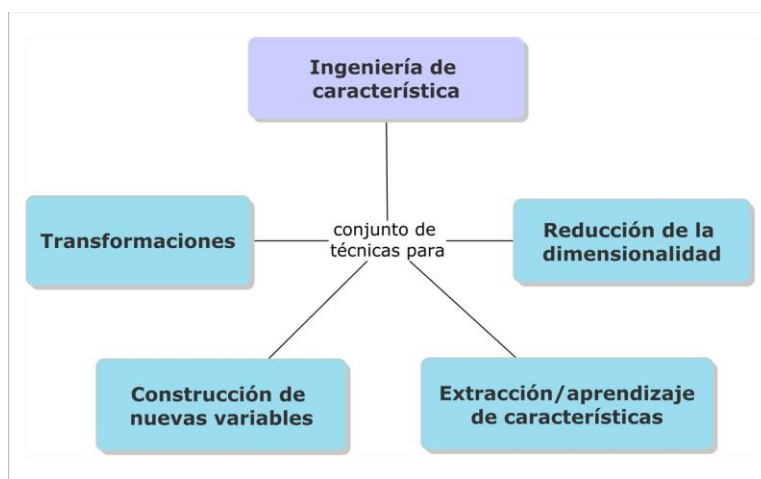 Ingeniería de
característica
Transformaciones
conjunto de
técnicas para
Reducción de la
dimensionalidad
Construcción de
nuevas variables
Extracción/aprendizaje
de características